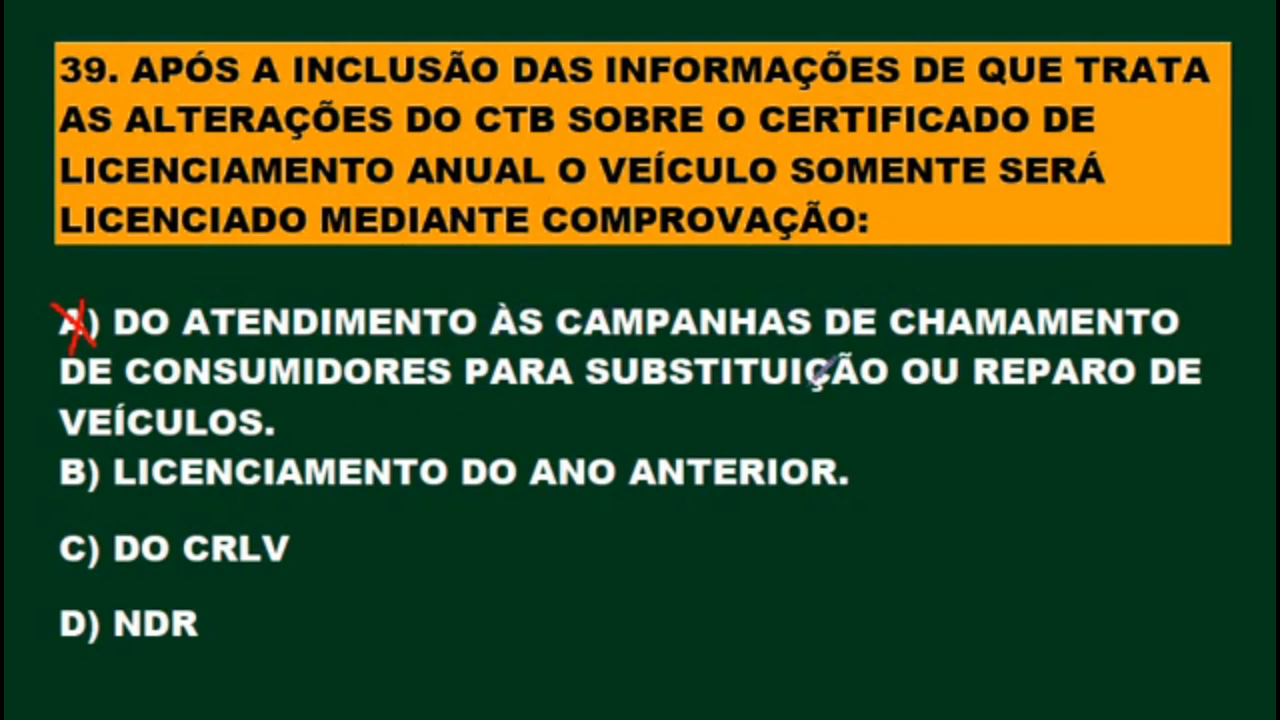 39. APÓS A INCLUSÃO DAS INFORMAÇÕES DE QUE TRATA
AS ALTERAÇÕES DO CTB SOBRE O CERTIFICADO DE
LICENCIAMENTO ANUAL O VEÍCULO SOMENTE SERÁ
LICENCIADO MEDIANTE COMPROVAÇÃO:
A) DO ATENDIMENTO ÀS CAMPANHAS DE CHAMAMENTO
DE CONSUMIDORES PARA SUBSTITUIÇÃO OU REPARO DE
VEÍCULOS.
B) LICENCIAMENTO DO ANO ANTERIOR.
C) DO CRLV
D) NDR